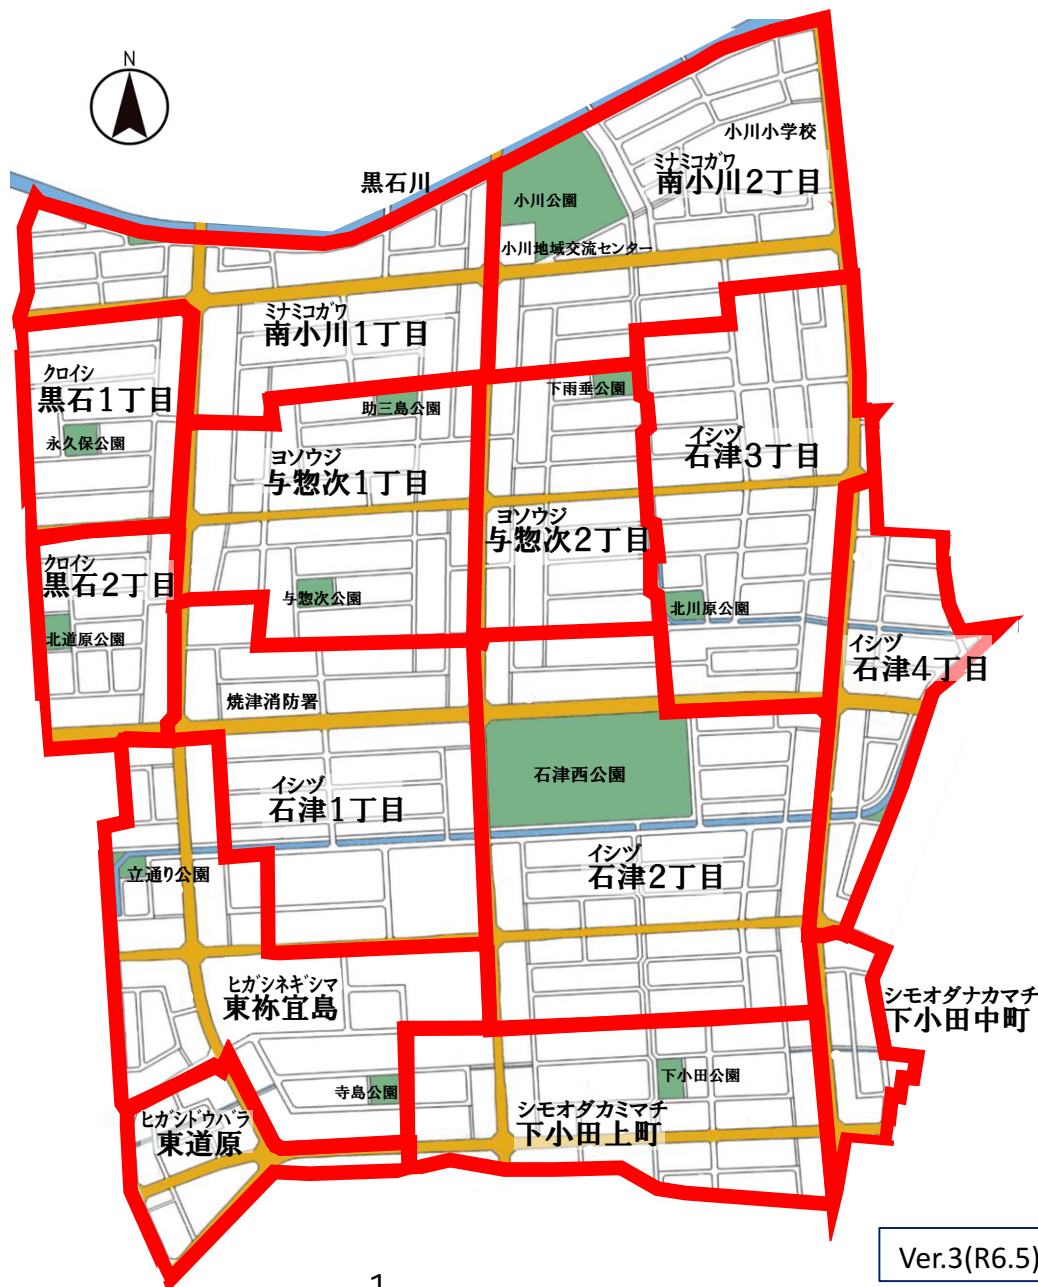 N
小川小学校
黒石川
ミナミコガワ
南小川2丁目
小川公園
小川地域交流センター
ミナミコガワ
南小川1丁目
クロイシ
黒石1丁目
下雨垂公園
助三島公園
永久保公園
イシヅ
石津3丁目
ヨソウジ
与惣次1丁目
ヨソウジ
与惣次2丁目
クロイシ
黒石2丁目
与惣次公園
北川原公園
北道原公園
イシヅ
石津4丁目
焼津消防署
石津西公園
イシヅ
石津1丁目
イシヅ
石津2丁目
立通り公園
ヒガシネギシマ
東祢宜島
シモオダナカマチ
下小田中町
下小田公園
寺島公園
シモオダカミマチ
下小田上町
ヒガシドウバラ
東道原
Ver.3(R6.5)
1